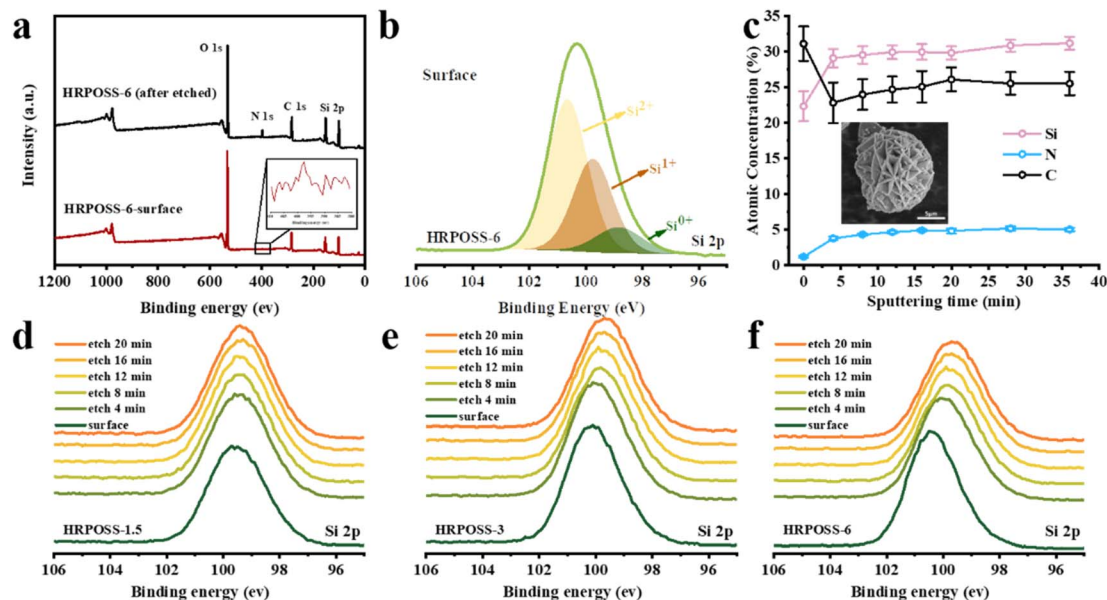 a
O 1s
HRPOSS-6 (after etched)
N 1s
C 1s
Si 2p
HRPOSS-6-surface
Intensity (a.u.)
1200 1000 800 600 400 200 0
Binding energy (ev)
b
Surface
Si2+
Si1+
Si0+
HRPOSS-6
Si 2p
106 104 102 100 98 96
Binding Energy (eV)
c
Atomic Concentration (%)
35
30
25
20
15
10
5
0
Si
N
C
5μm
0 5 10 15 20 25 30 35 40
Sputtering time (min)
d
etch 20 min
etch 16 min
etch 12 min
etch 8 min
etch 4 min
surface
HRPOSS-1.5
Si 2p
106 104 102 100 98 96
Binding energy (ev)
e
etch 20 min
etch 16 min
etch 12 min
etch 8 min
etch 4 min
surface
HRPOSS-3
Si 2p
106 104 102 100 98 96
Binding energy (ev)
f
etch 20 min
etch 16 min
etch 12 min
etch 8 min
etch 4 min
surface
HRPOSS-6
Si 2p
106 104 102 100 98 96
Binding energy (ev)